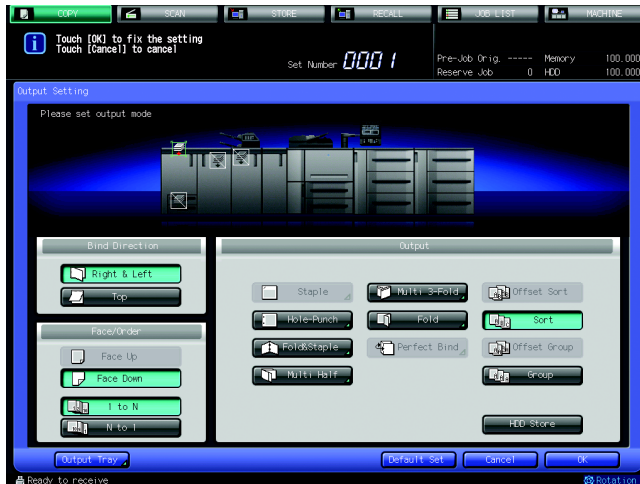 COPY SCAN STORE RECALL JOB LIST MACHINE
Touch [OK] to fix the setting
Touch [Cancel] to cancel
Set Number 0001
Pre-Job Orig. ----- Memory 100.000
Reserve Job 0 HDD 100.000
Output Setting
Please set output mode
Bind Direction
Right & Left
Top
Face/Order
Face Up
Face Down
1 to N
N to 1
Output
Staple Multi 3-Fold Offset Sort
Hole-Punch Fold Sort
Fold&Staple Perfect Bind Offset Group
Multi Half Group
HDD Store
Output Tray Default Set Cancel OK
Ready to receive Rotation